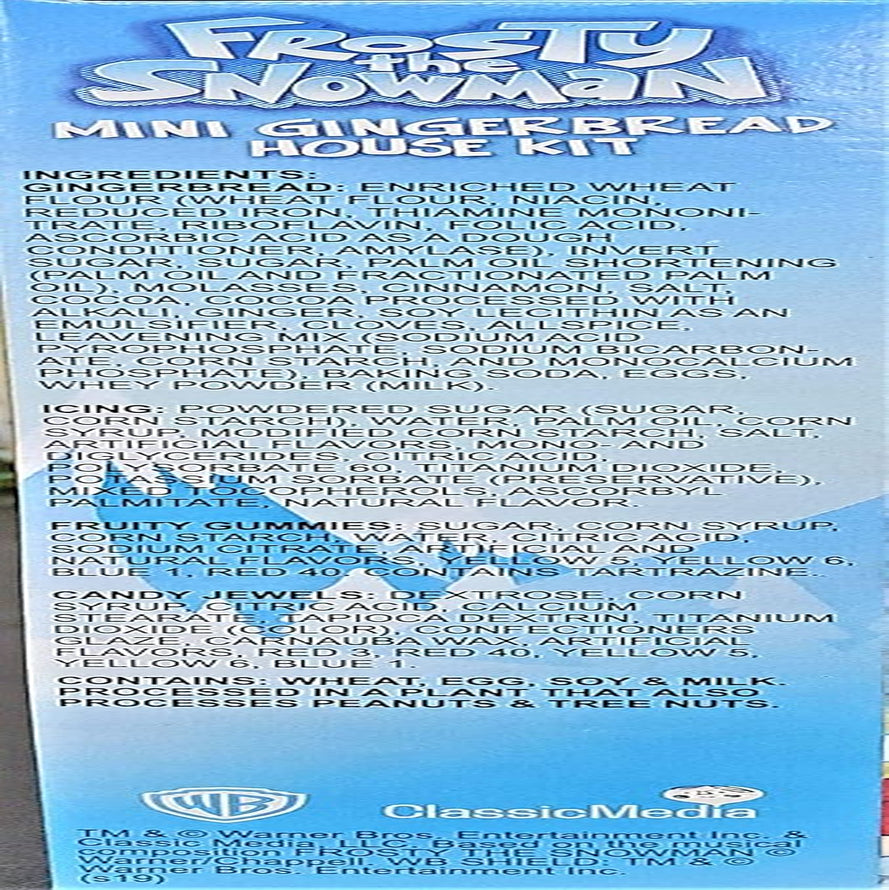 FROSTY
the
SNOWMAN
MINI GINGERBREAD
HOUSE KIT
INGREDIENTS:
GINGERBREAD: ENRICHED WHEAT
FLOUR (WHEAT FLOUR, NIACIN,
REDUCED IRON, THIAMINE MONONI-
TRATE, RIBOFLAVIN, FOLIC ACID,
ASCORBIC ACID AS A DOUGH
CONDITIONER, AMYLASE), INVERT
SUGAR, SUGAR, PALM OIL SHORTENING
(PALM OIL AND FRACTIONATED PALM
OIL), MOLASSES, CINNAMON, SALT,
COCOA, COCOA PROCESSED WITH
ALKALI, GINGER, SOY LECITHIN AS AN
EMULSIFIER, CLOVES, ALLSPICE,
LEAVENING MIX (SODIUM ACID
PYROPHOSPHATE, SODIUM BICARBON-
ATE, CORN STARCH, AND MONOCALCIUM
PHOSPHATE), BAKING SODA, EGGS,
WHEY POWDER (MILK).
ICING: POWDERED SUGAR (SUGAR,
CORN STARCH), WATER, PALM OIL, CORN
SYRUP, MODIFIED CORN STARCH, SALT,
ARTIFICIAL FLAVORS, MONO- AND
DIGLYCERIDES, CITRIC ACID,
POLYSORBATE 60, TITANIUM DIOXIDE,
POTASSIUM SORBATE (PRESERVATIVE),
MIXED TOCOPHEROLS, ASCORBYL
PALMITATE, NATURAL FLAVOR.
FRUITY GUMMIES: SUGAR, CORN SYRUP,
CORN STARCH, WATER, CITRIC ACID,
SODIUM CITRATE, ARTIFICIAL AND
NATURAL FLAVORS, YELLOW 5, YELLOW 6,
BLUE 1, RED 40, CONTAINS TARTRAZINE.
CANDY JEWELS: DEXTROSE, CORN
SYRUP, CITRIC ACID, CALCIUM
STEARATE, TAPIOCA DEXTRIN, TITANIUM
DIOXIDE (COLOR), CONFECTIONERS
GLAZE, CARNAUBA WAX, ARTIFICIAL
FLAVORS, RED 3, RED 40, YELLOW 5,
YELLOW 6, BLUE 1.
CONTAINS: WHEAT, EGG, SOY & MILK.
PROCESSED IN A PLANT THAT ALSO
PROCESSES PEANUTS & TREE NUTS.
WB ClassicMedia
TM & © Warner Bros. Entertainment Inc. &
Classic Media, LLC. Based on the musical
composition FROSTY THE SNOWMAN ©
Warner/Chappell. WB SHIELD: TM & ©
Warner Bros. Entertainment Inc.
(s19)